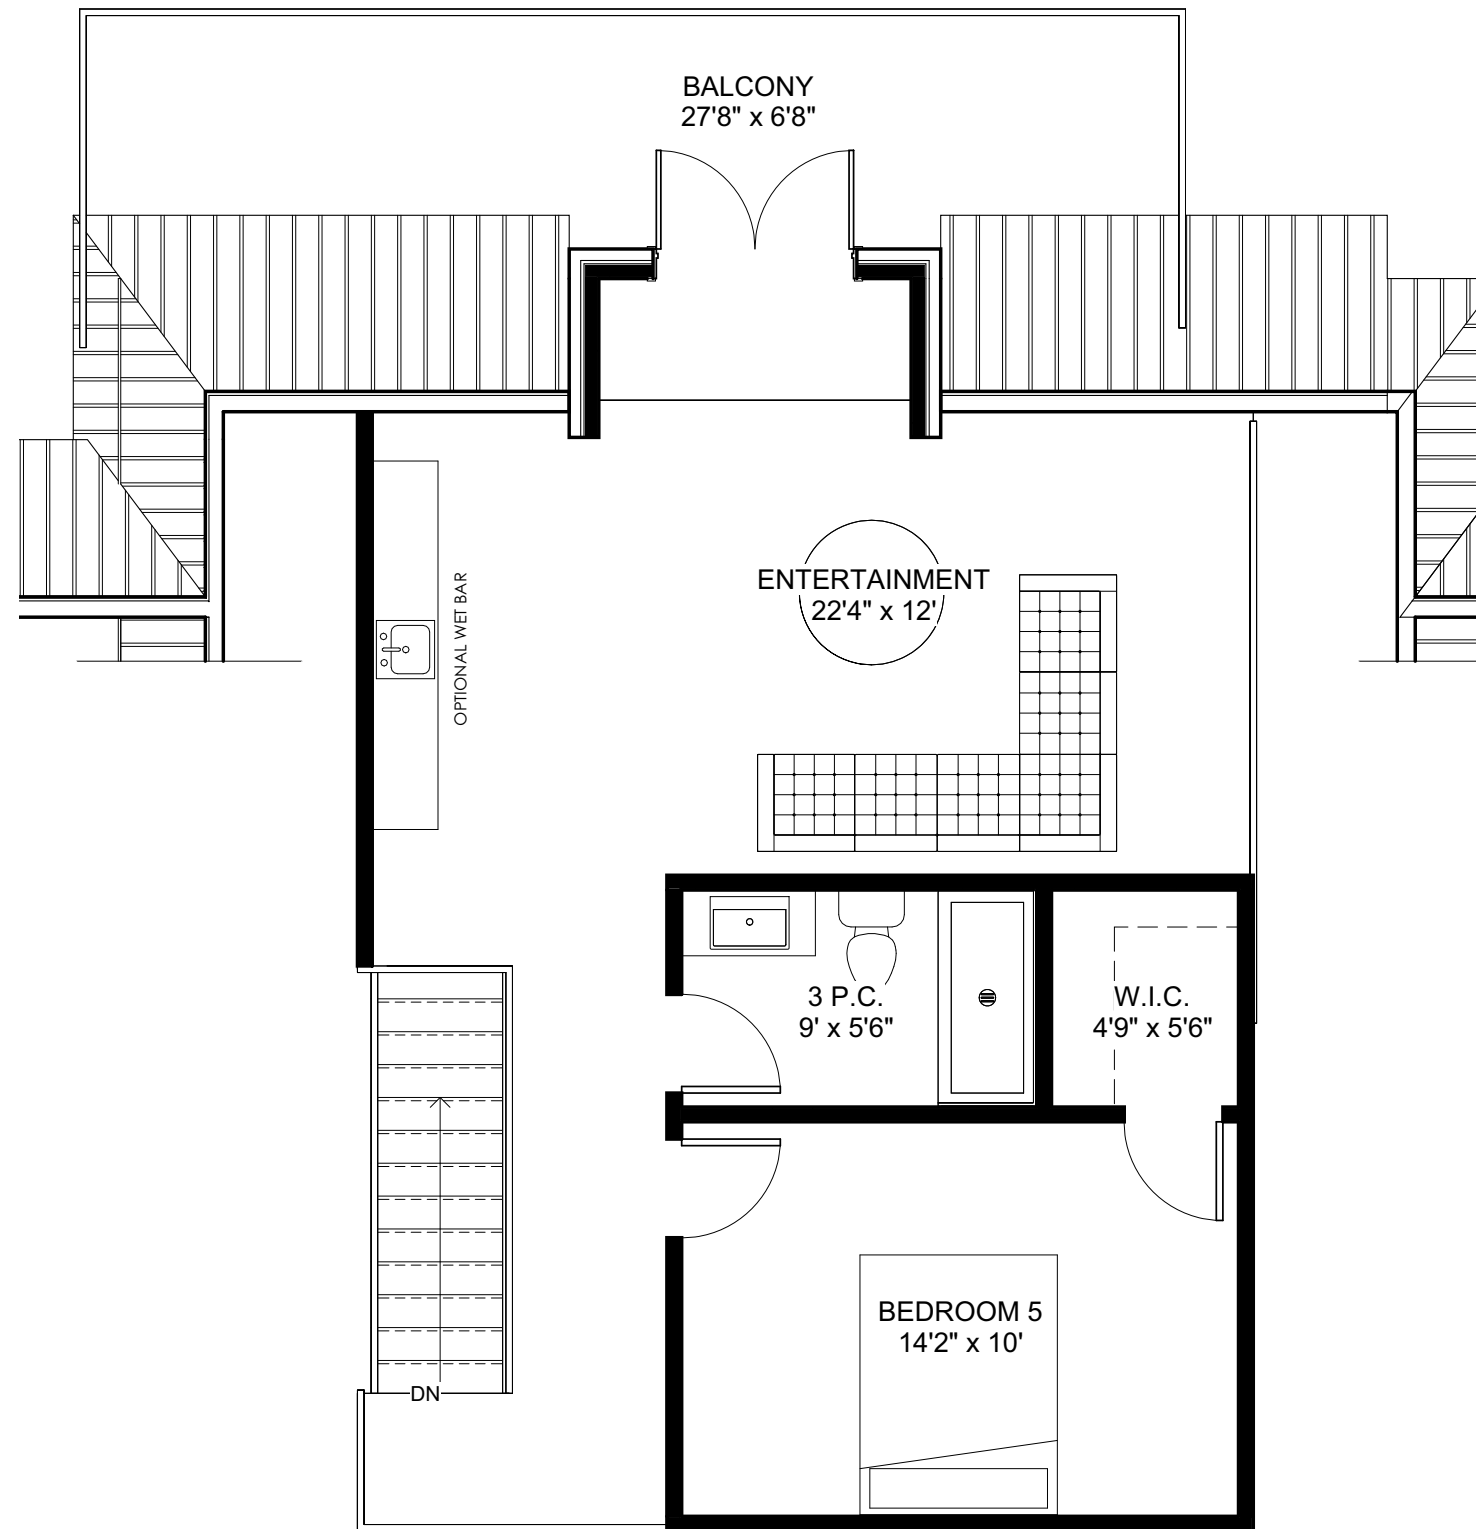 BALCONY
27'8" x 6'8"
ENTERTAINMENT
22'4" x 12'
OPTIONAL WET BAR
3 P.C.
9' x 5'6"
W.I.C.
4'9" x 5'6"
BEDROOM 5
14'2" x 10'
DN